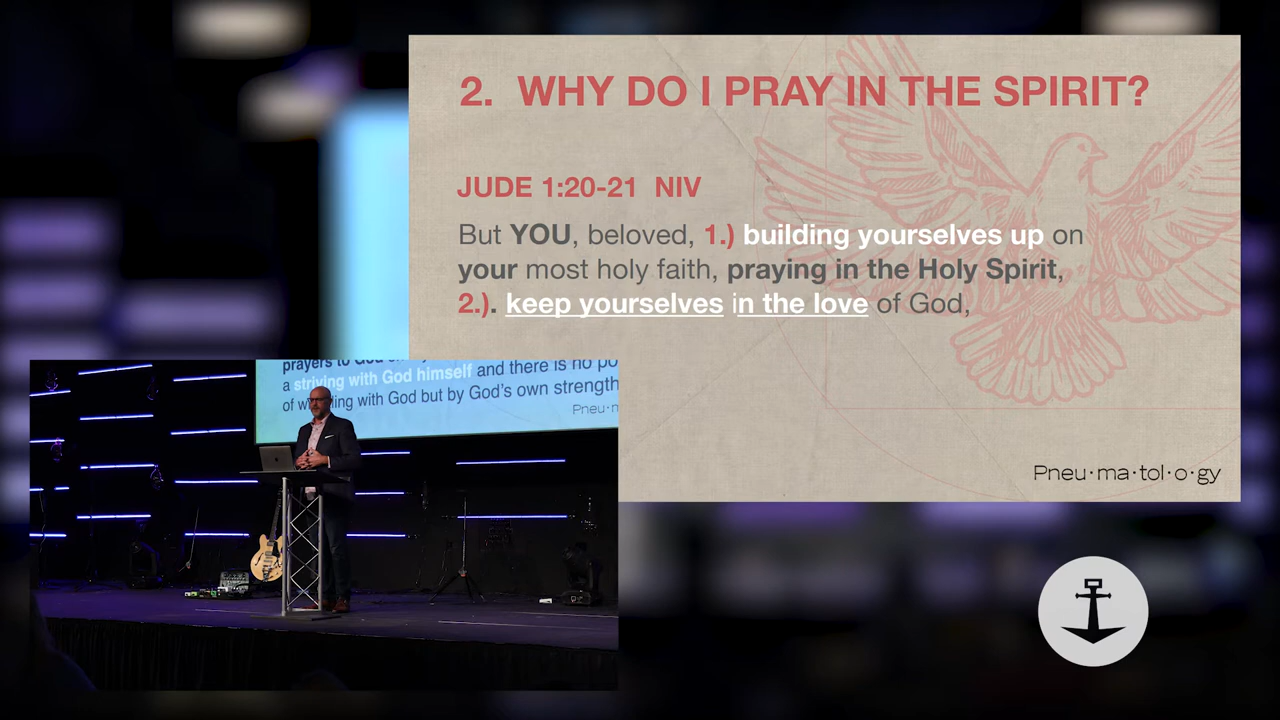 2. WHY DO I PRAY IN THE SPIRIT?
JUDE 1:20-21 NIV
But YOU, beloved, 1.) building yourselves up on
your most holy faith, praying in the Holy Spirit,
2.). keep yourselves in the love of God,
Pneu·ma·tol·o·gy
prayers to God
a striving with God himself and there is no
of with God but by God's own strength